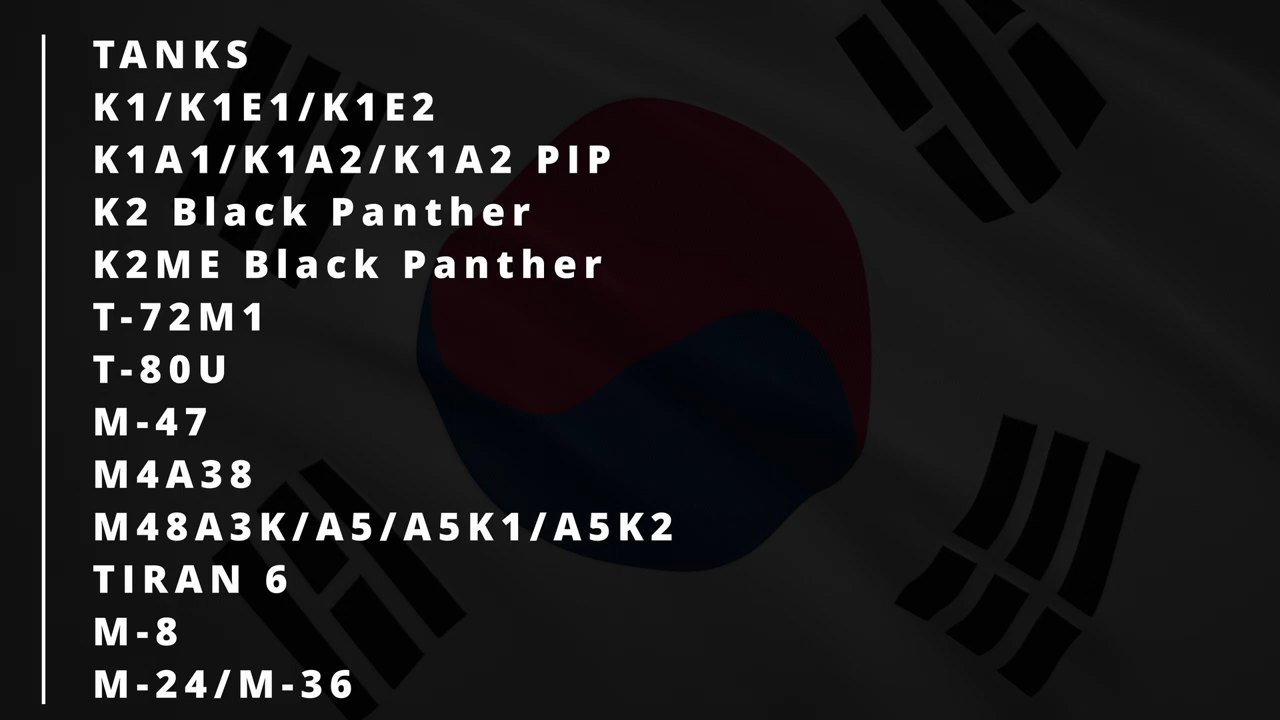 TANKS
K1/K1E1/K1E2
K1A1/K1A2/K1A2 PIP
K2 Black Panther
K2ME Black Panther
T-72M1
T-80U
M-47
M4A38
M48A3K/A5/A5K1/A5K2
TIRAN 6
M-8
M-24/M-36